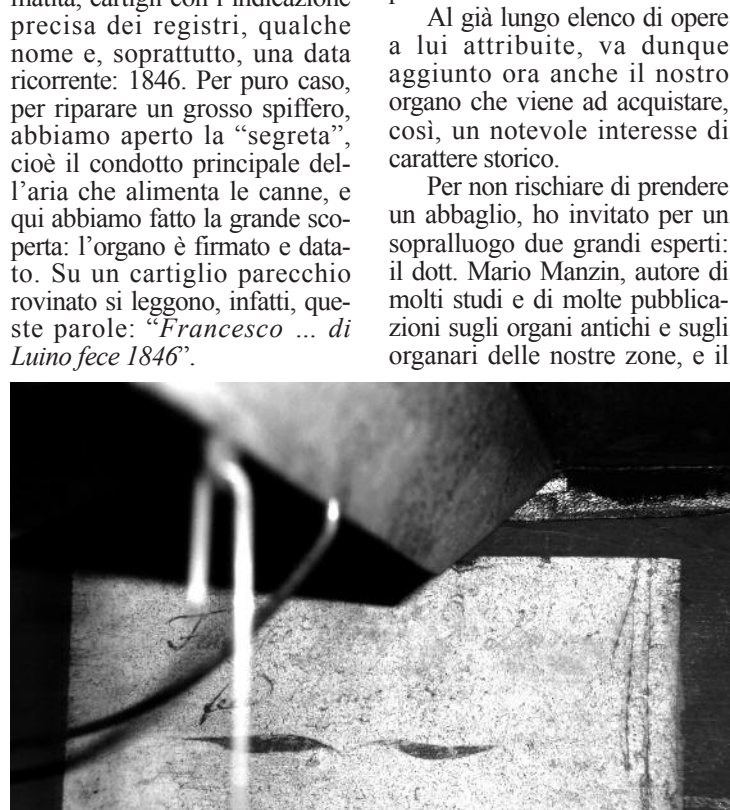 matita, cartigli con l'indicazione
precisa dei registri, qualche
nome e, soprattutto, una data
ricorrente: 1846. Per puro caso,
per riparare un grosso spiffero,
abbiamo aperto la “segreta”,
cioè il condotto principale del-
l'aria che alimenta le canne, e
qui abbiamo fatto la grande sco-
perta: l'organo è firmato e data-
to. Su un cartiglio parecchio
rovinato si leggono, infatti, que-
ste parole: “Francesco ... di
Luino fece 1846”.
Al già lungo elenco di opere
a lui attribuite, va dunque
aggiunto ora anche il nostro
organo che viene ad acquistare,
così, un notevole interesse di
carattere storico.
Per non rischiare di prendere
un abbaglio, ho invitato per un
sopralluogo due grandi esperti:
il dott. Mario Manzin, autore di
molti studi e di molte pubblica-
zioni sugli organi antichi e sugli
organari delle nostre zone, e il